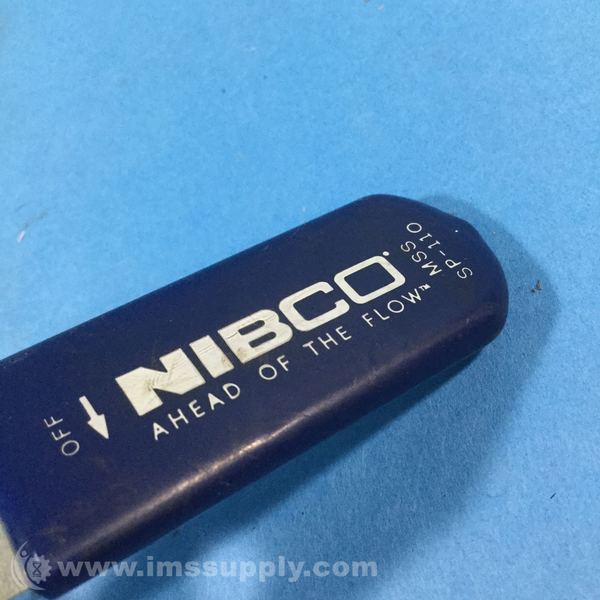 NIBCO
AHEAD OF THE FLOW™
OFF
MSS
SP-110
www.imssupply.com